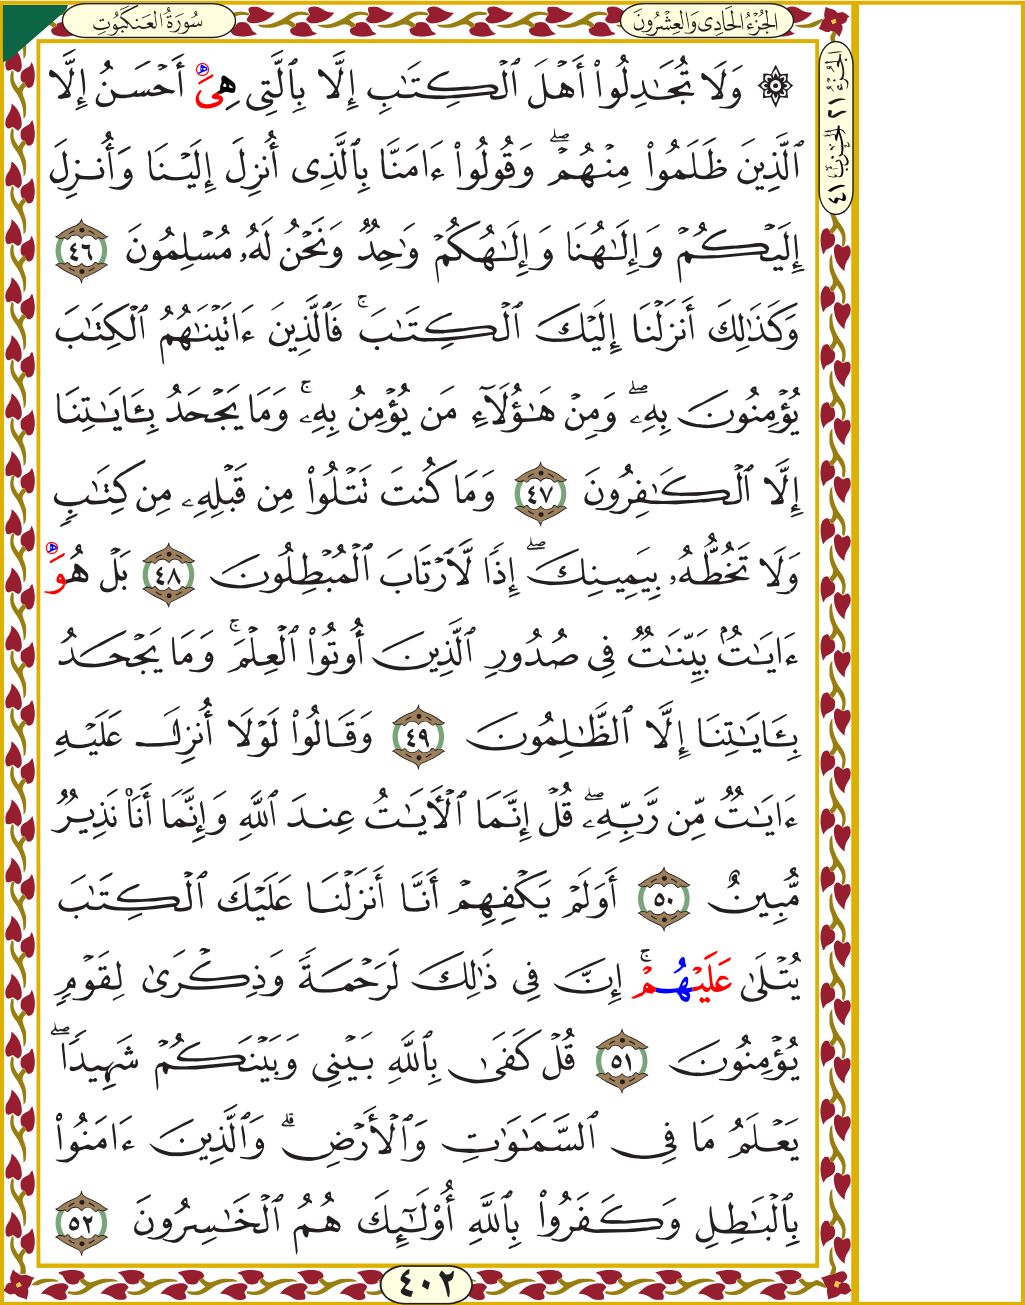 الجُزْءُ الحَادِى وَالعِشْرُونَ
سُورَةُ العَنكَبُوت
الجُزْءُ ٢١ الحِزْبُ ٤١
۞ وَلَا تُجَٰدِلُوٓا۟ أَهْلَ ٱلْكِتَٰبِ إِلَّا بِٱلَّتِى هِىَ أَحْسَنُ إِلَّا
ٱلَّذِينَ ظَلَمُوا۟ مِنْهُمْ ۖ وَقُولُوٓا۟ ءَامَنَّا بِٱلَّذِىٓ أُنزِلَ إِلَيْنَا وَأُنزِلَ
إِلَيْكُمْ وَإِلَٰهُنَا وَإِلَٰهُكُمْ وَٰحِدٌ وَنَحْنُ لَهُۥ مُسْلِمُونَ ٤٦
وَكَذَٰلِكَ أَنزَلْنَآ إِلَيْكَ ٱلْكِتَٰبَ ۚ فَٱلَّذِينَ ءَاتَيْنَٰهُمُ ٱلْكِتَٰبَ
يُؤْمِنُونَ بِهِۦ ۖ وَمِنْ هَٰٓؤُلَآءِ مَن يُؤْمِنُ بِهِۦ ۚ وَمَا يَجْحَدُ بِـَٔايَٰتِنَآ
إِلَّا ٱلْكَٰفِرُونَ ٤٧ وَمَا كُنتَ تَتْلُوا۟ مِن قَبْلِهِۦ مِن كِتَٰبٍ
وَلَا تَخُطُّهُۥ بِيَمِينِكَ ۖ إِذًا لَّٱرْتَابَ ٱلْمُبْطِلُونَ ٤٨ بَلْ هُوَ
ءَايَٰتٌۢ بَيِّنَٰتٌ فِى صُدُورِ ٱلَّذِينَ أُوتُوا۟ ٱلْعِلْمَ ۚ وَمَا يَجْحَدُ
بِـَٔايَٰتِنَآ إِلَّا ٱلظَّٰلِمُونَ ٤٩ وَقَالُوا۟ لَوْلَآ أُنزِلَ عَلَيْهِ
ءَايَٰتٌ مِّن رَّبِّهِۦ ۖ قُلْ إِنَّمَا ٱلْـَٔايَٰتُ عِندَ ٱللَّهِ وَإِنَّمَآ أَنَا۠ نَذِيرٌ
مُّبِينٌ ٥٠ أَوَلَمْ يَكْفِهِمْ أَنَّآ أَنزَلْنَا عَلَيْكَ ٱلْكِتَٰبَ
يُتْلَىٰ عَلَيْهُمْ ۚ إِنَّ فِى ذَٰلِكَ لَرَحْمَةً وَذِكْرَىٰ لِقَوْمٍ
يُؤْمِنُونَ ٥١ قُلْ كَفَىٰ بِٱللَّهِ بَيْنِى وَبَيْنَكُمْ شَهِيدًا ۖ
يَعْلَمُ مَا فِى ٱلسَّمَٰوَٰتِ وَٱلْأَرْضِ ۗ وَٱلَّذِينَ ءَامَنُوا۟
بِٱلْبَٰطِلِ وَكَفَرُوا۟ بِٱللَّهِ أُو۟لَٰٓئِكَ هُمُ ٱلْخَٰسِرُونَ ٥٢
٤٠٢